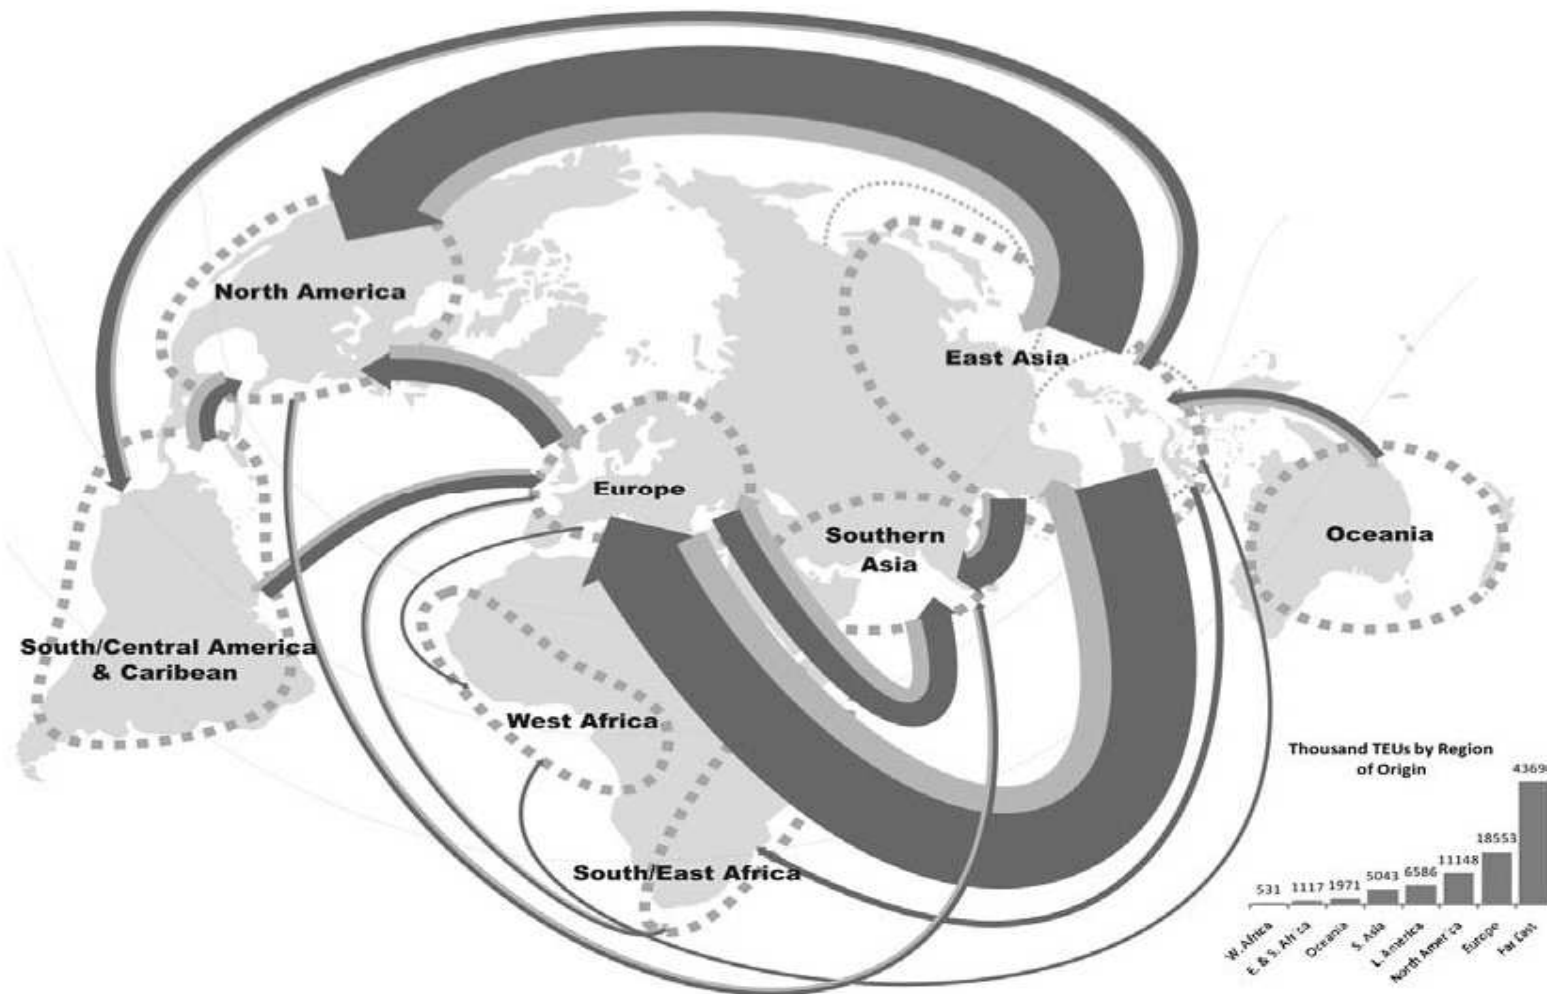 North America
East Asia
Europe
Southern
Asia
Oceania
South/Central America
& Caribean
West Africa
South/East Africa
Thousand TEUs by Region
of Origin
531
1117
1971
5043
6586
11148
18553
W. Africa
E. & S. Africa
Oceania
S. Asia
L. America
North America
Europe
Far East